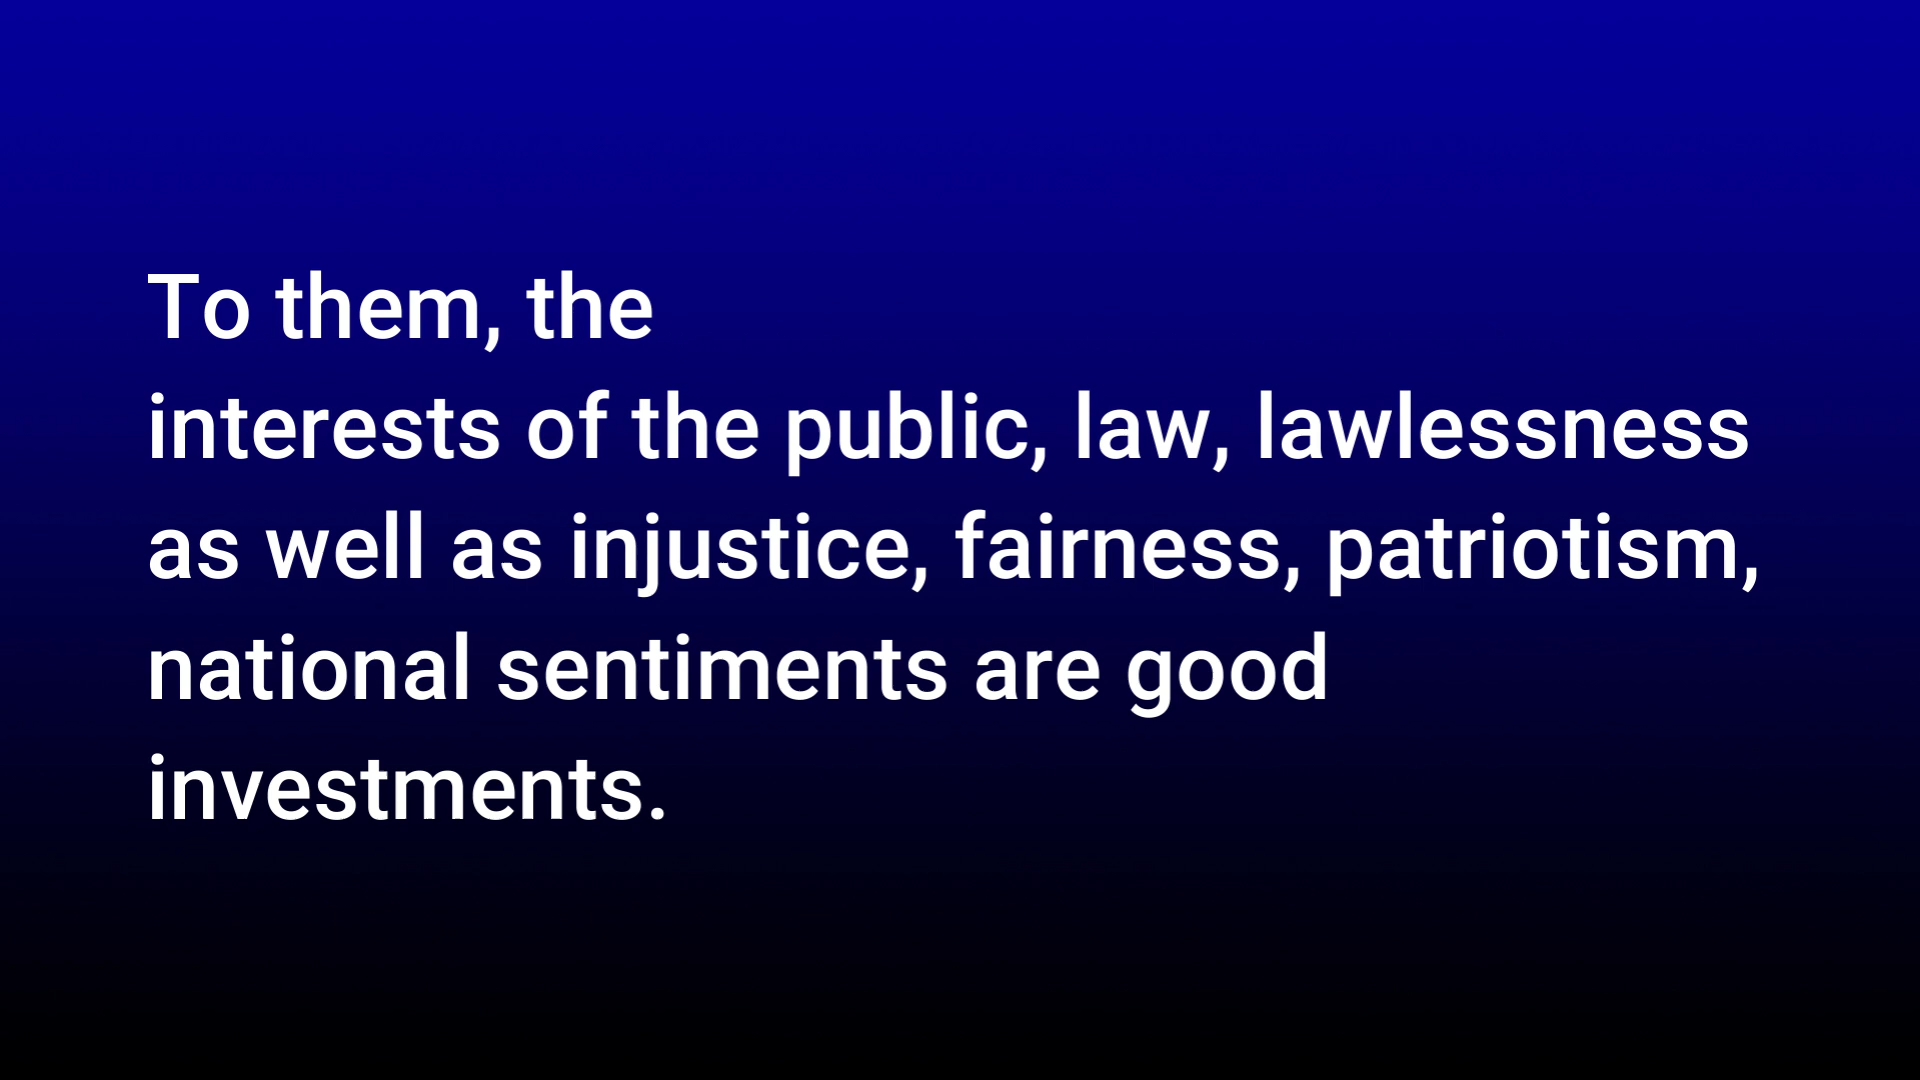 To them, the
interests of the public, law, lawlessness
as well as injustice, fairness, patriotism,
national sentiments are good
investments.